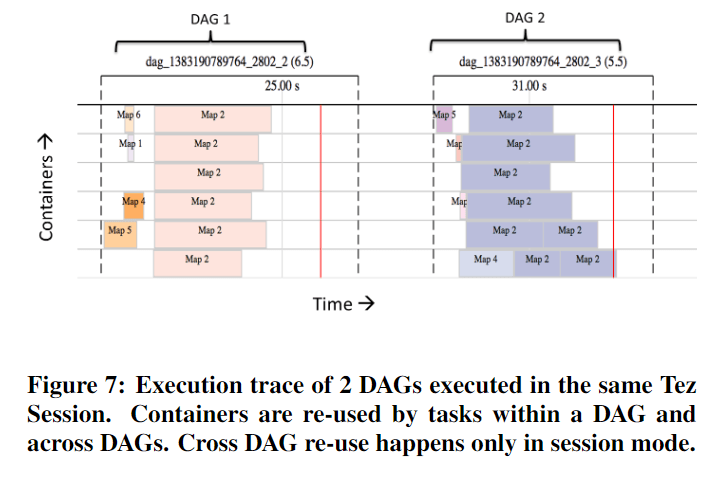 DAG 1
DAG 2
dag_1383190789764_2802_2 (6.5)
dag_1383190789764_2802_3 (5.5)
25.00 s
31.00 s
Containers →
Map 6
Map 2
Map 5
Map 2
Map 1
Map 2
Map
Map 2
Map 2
Map 2
Map 4
Map 2
Map
Map 2
Map 5
Map 2
Map 2
Map 2
Map 2
Map 4
Map 2
Map 2
Time →
Figure 7: Execution trace of 2 DAGs executed in the same Tez
Session. Containers are re-used by tasks within a DAG and
across DAGs. Cross DAG re-use happens only in session mode.